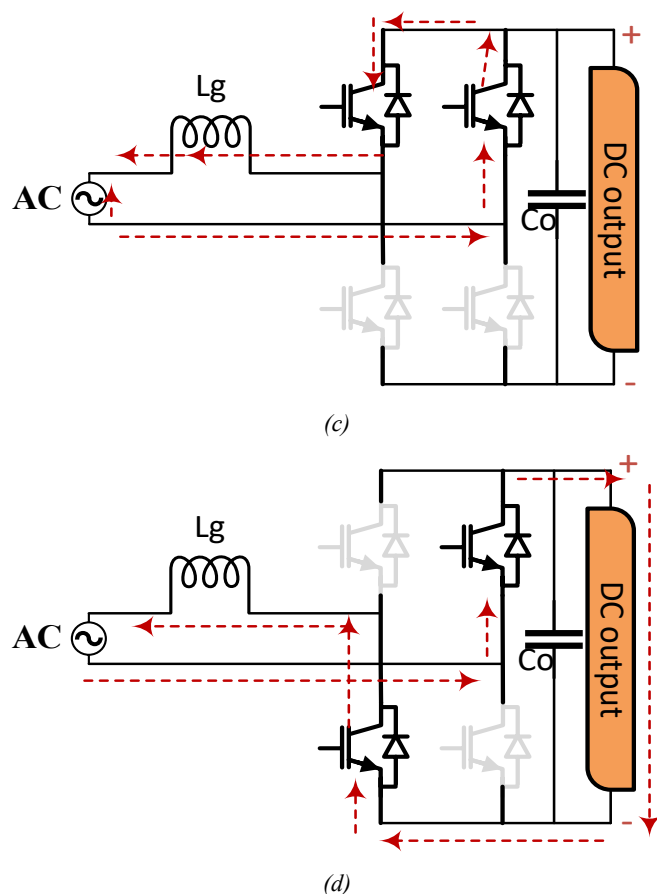 +
Lg
AC
Co
DC output
-
(c)
+
Lg
AC
Co
DC output
-
(d)